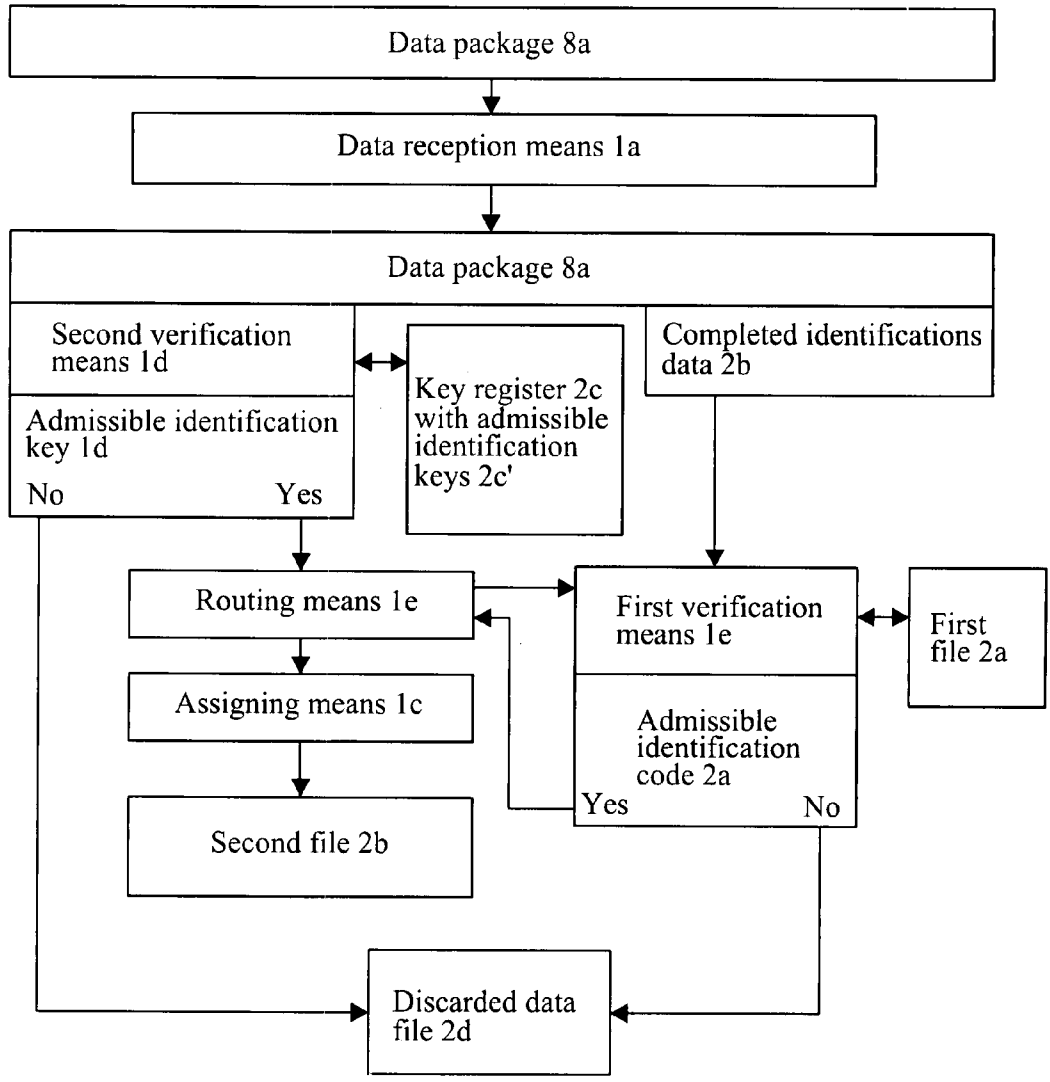 Data package 8a
Data reception means 1a
Data package 8a
Second verification
means 1d
Completed identifications
data 2b
Key register 2c
with admissible
identification
keys 2c'
Admissible identification
key 1d
No Yes
Routing means 1e
First verification
means 1e
First
file 2a
Assigning means 1c
Admissible
identification
code 2a
Yes No
Second file 2b
Discarded data
file 2d